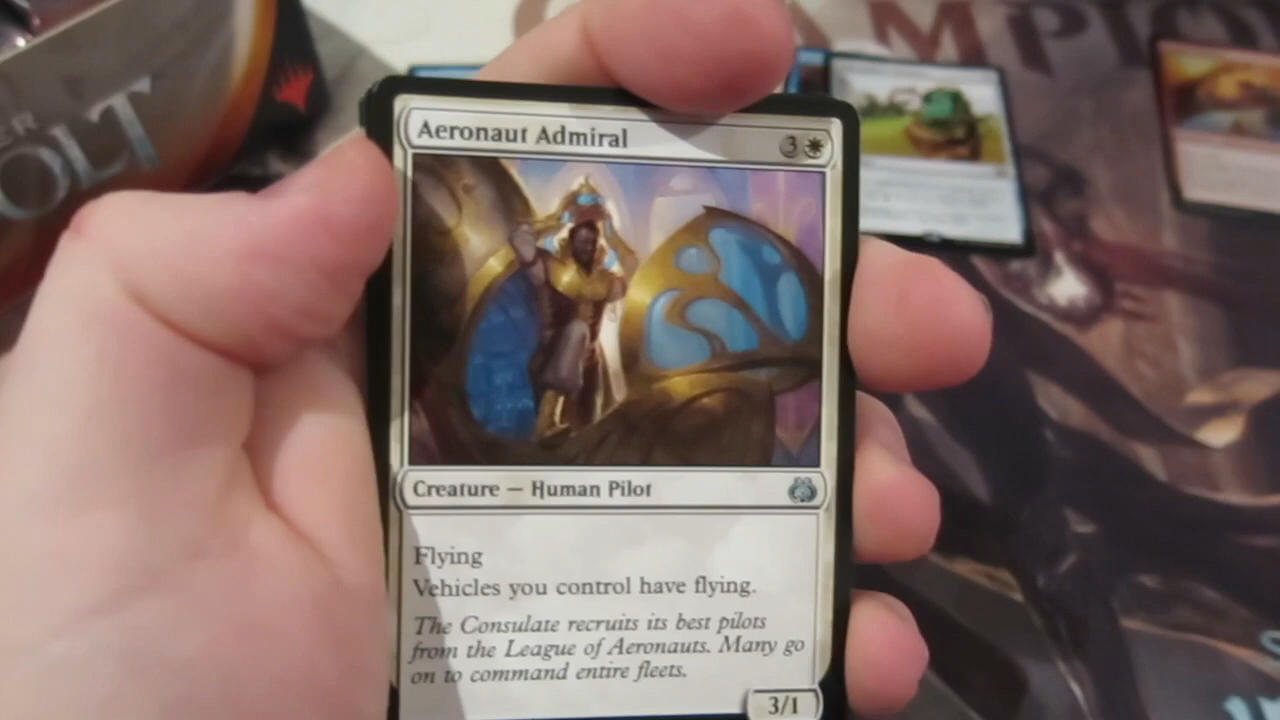 Aeronaut Admiral
3
Creature — Human Pilot
Flying
Vehicles you control have flying.
The Consulate recruits its best pilots
from the League of Aeronauts. Many go
on to command entire fleets.
3/1